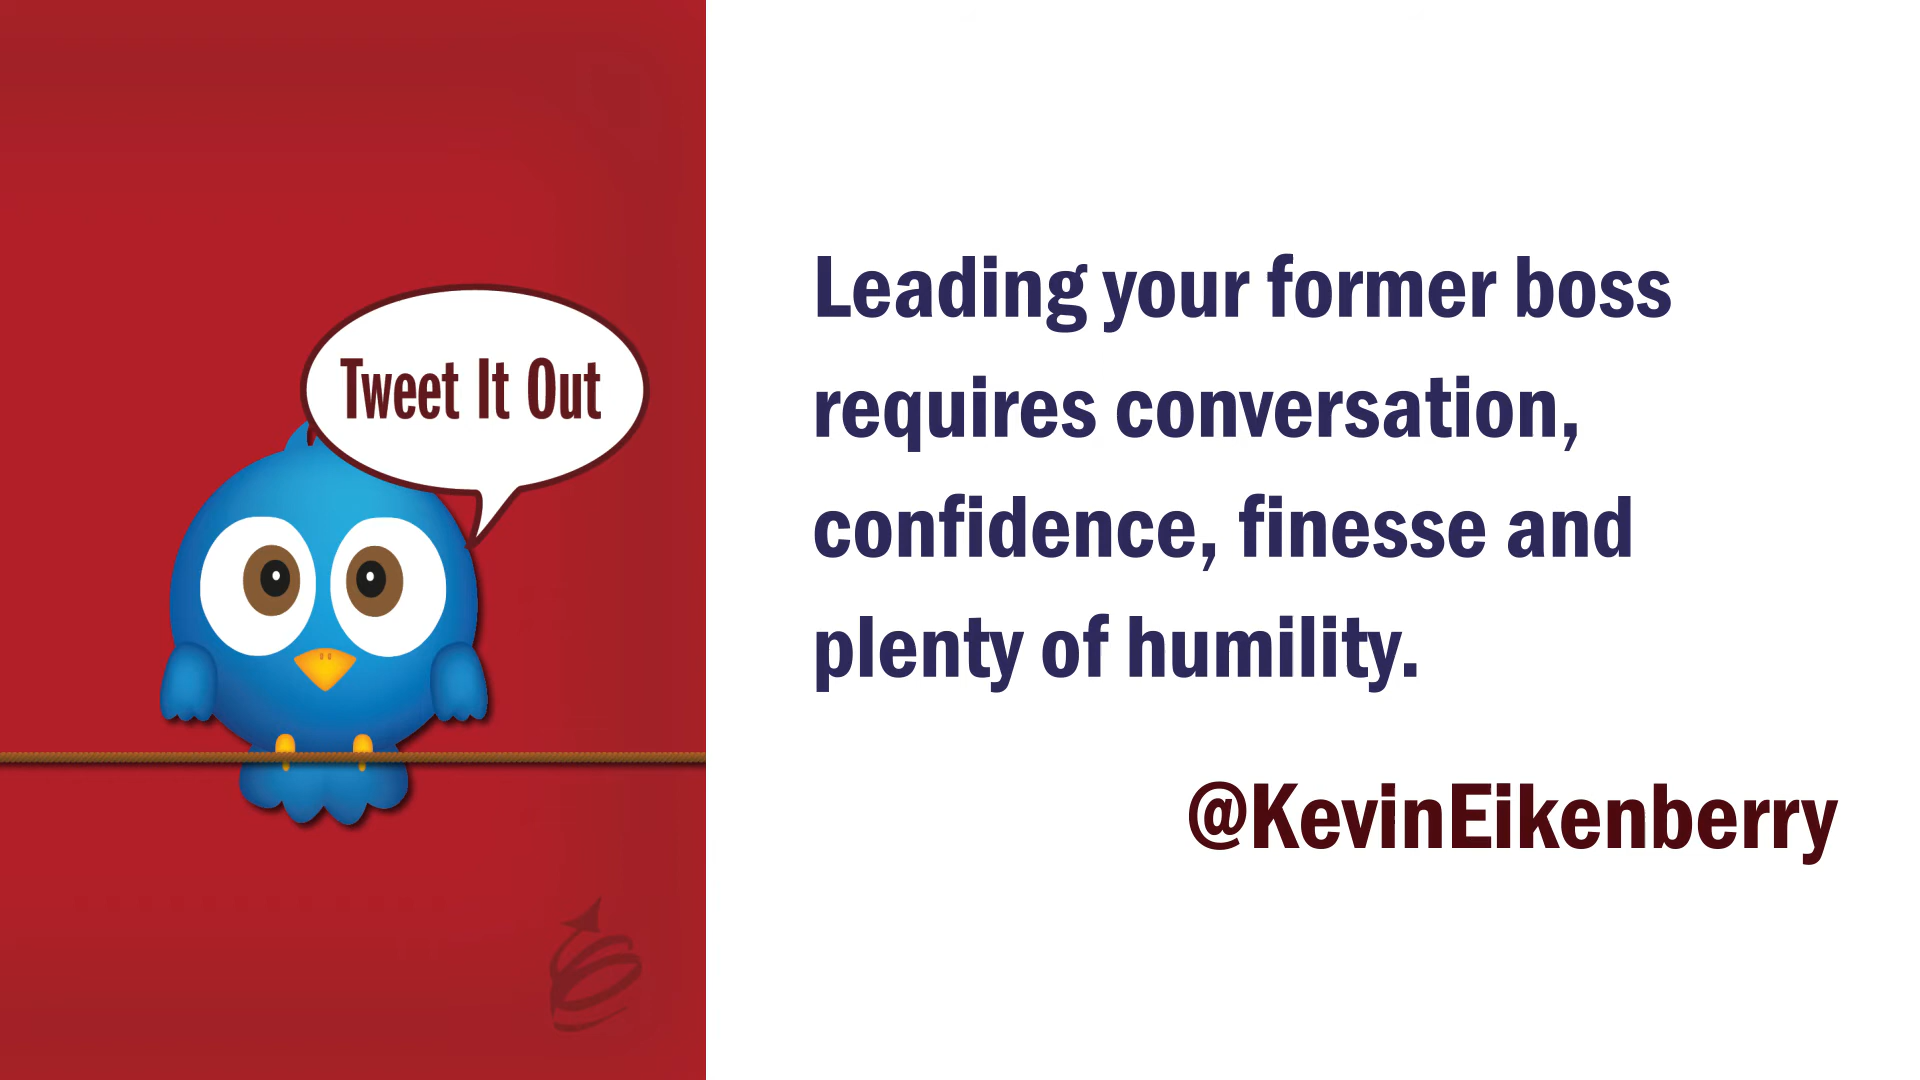 Tweet It Out
Leading your former boss
requires conversation,
confidence, finesse and
plenty of humility.
@KevinEikenberry